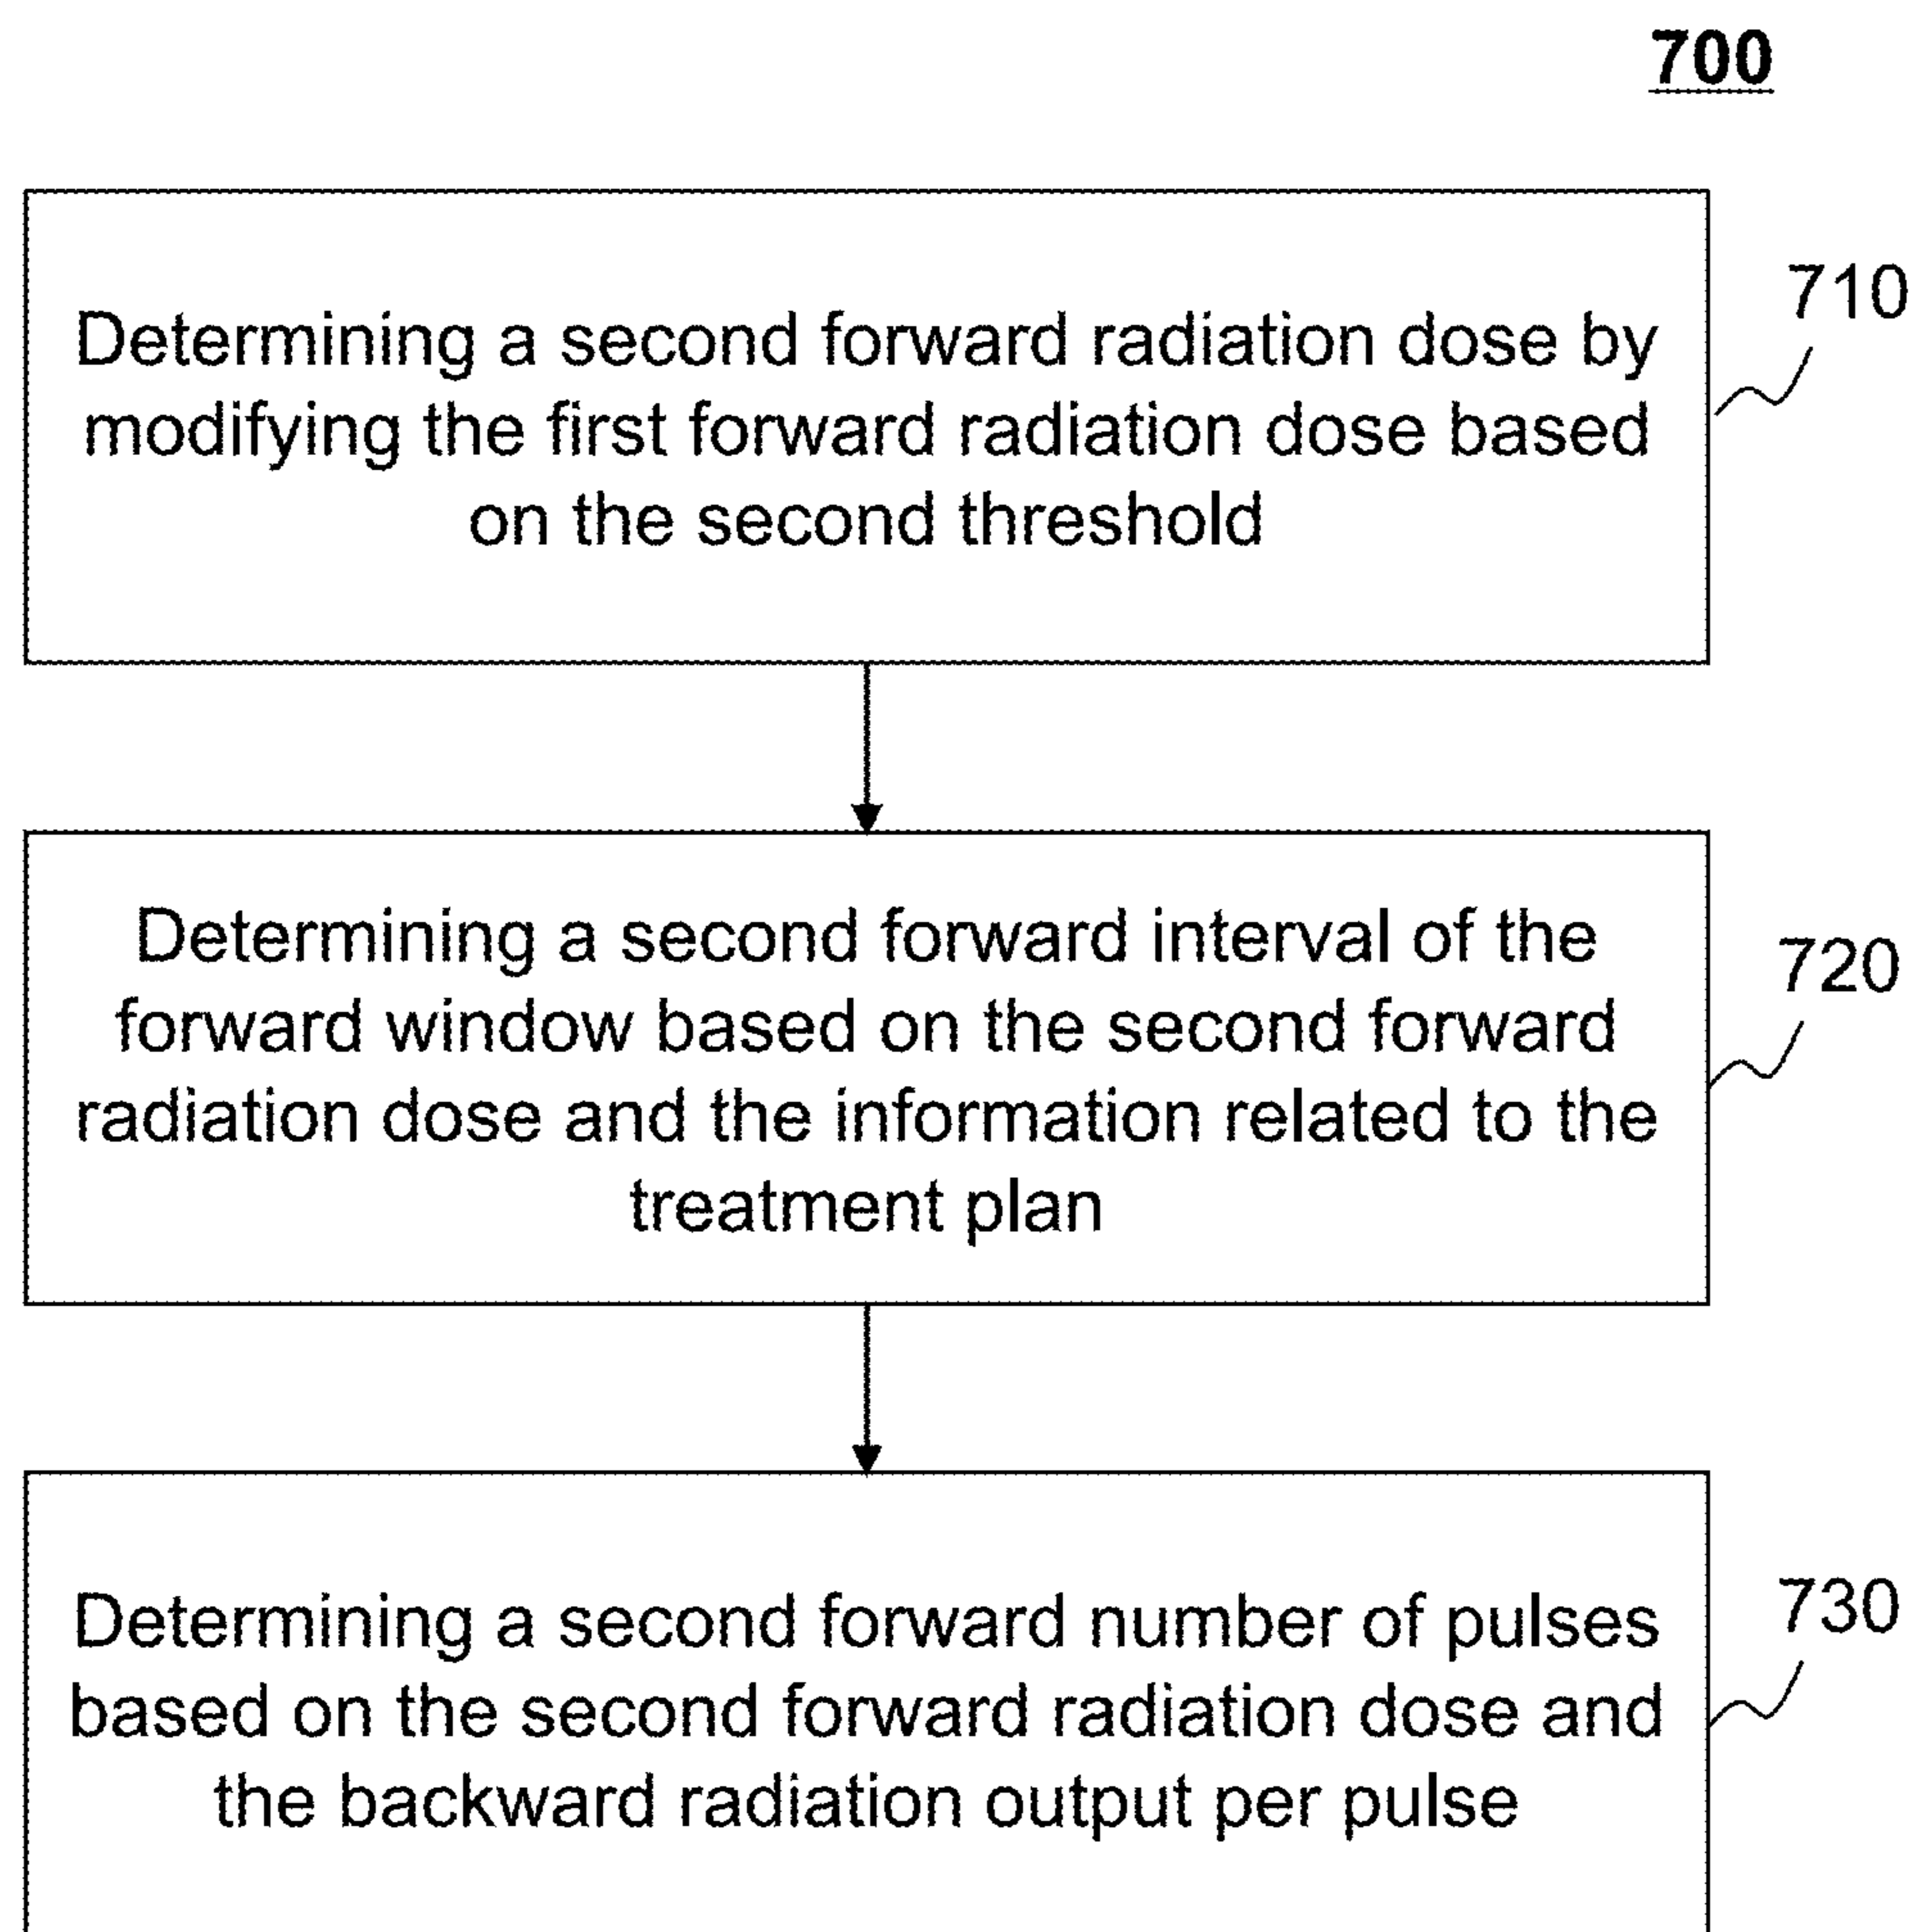 700
Determining a second forward radiation dose by
modifying the first forward radiation dose based
on the second threshold
710
Determining a second forward interval of the
forward window based on the second forward
radiation dose and the information related to the
treatment plan
720
Determining a second forward number of pulses
based on the second forward radiation dose and
the backward radiation output per pulse
730